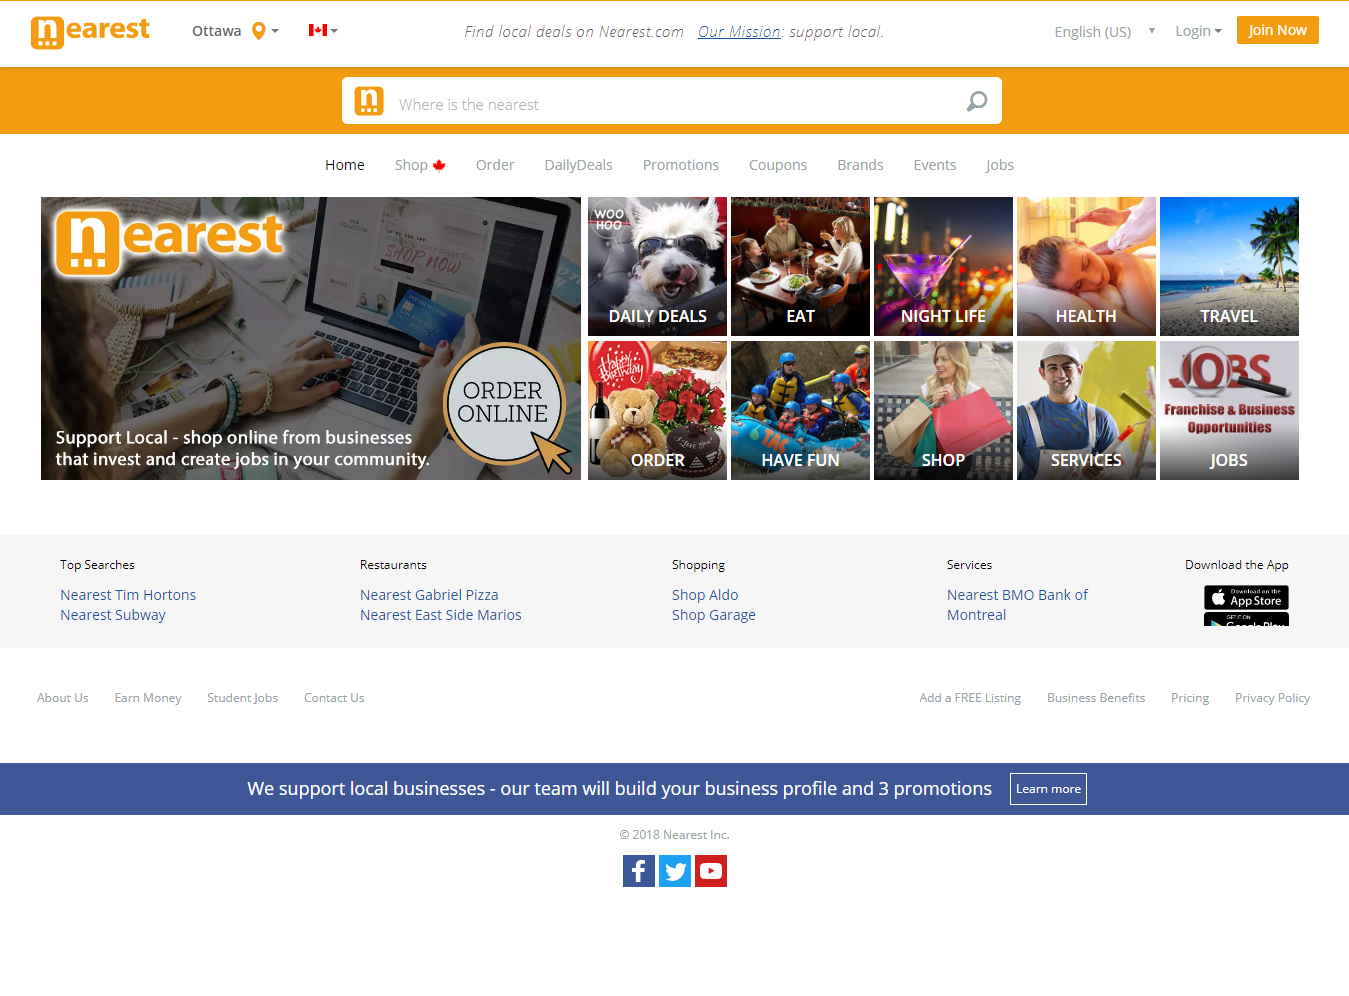 nearest
Ottawa
Find local deals on Nearest.com Our Mission: support local.
English (US)
Login
Join Now
n
Where is the nearest
Home
Shop
Order
DailyDeals
Promotions
Coupons
Brands
Events
Jobs
nearest
SHOP NOW
ORDER
ONLINE
Support Local - shop online from businesses
that invest and create jobs in your community.
WOO
HOO
DAILY DEALS
EAT
NIGHT LIFE
HEALTH
TRAVEL
Happy
Birthday
I Love You!
ORDER
HAVE FUN
SHOP
SERVICES
JOBS
Franchise & Business
Opportunities
JOBS
Top Searches
Nearest Tim Hortons
Nearest Subway
Restaurants
Nearest Gabriel Pizza
Nearest East Side Marios
Shopping
Shop Aldo
Shop Garage
Services
Nearest BMO Bank of
Montreal
Download the App
Download on the
App Store
GET IT ON
Google Play
About Us
Earn Money
Student Jobs
Contact Us
Add a FREE Listing
Business Benefits
Pricing
Privacy Policy
We support local businesses - our team will build your business profile and 3 promotions
Learn more
© 2018 Nearest Inc.